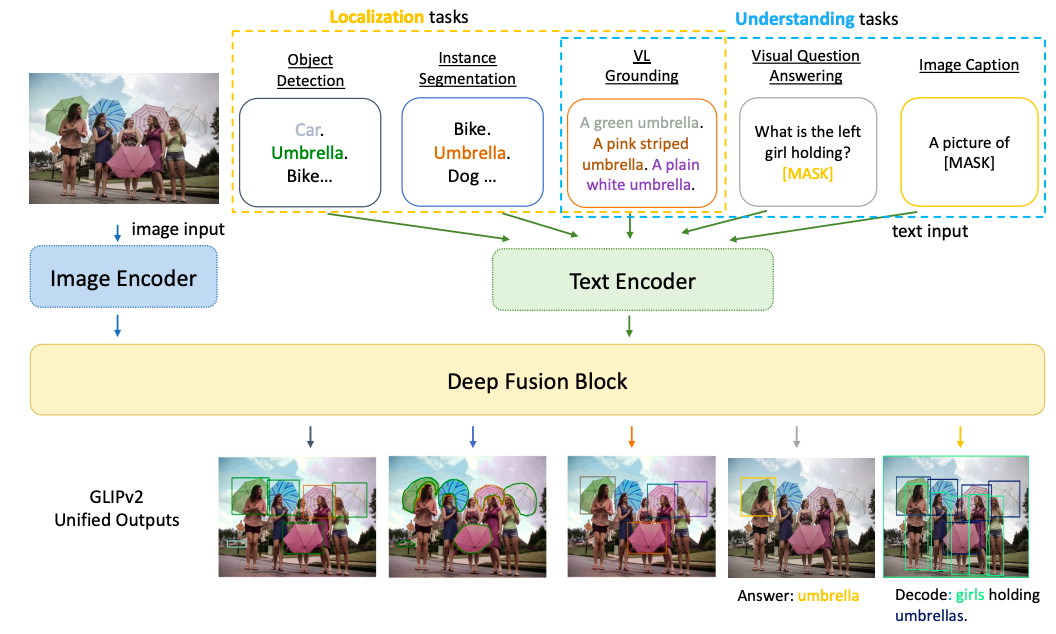 Localization tasks
Understanding tasks
Object
Detection
Instance
Segmentation
VL
Grounding
Visual Question
Answering
Image Caption
Car.
Umbrella.
Bike...
Bike.
Umbrella.
Dog ...
A green umbrella.
A pink striped
umbrella. A plain
white umbrella.
What is the left
girl holding?
[MASK]
A picture of
[MASK]
image input
text input
Image Encoder
Text Encoder
Deep Fusion Block
GLIPv2
Unified Outputs
Answer: umbrella
Decode: girls holding
umbrellas.